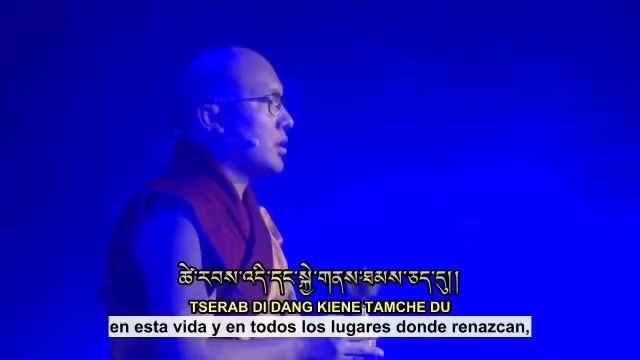 ཚེ་རབས་འདི་དང་སྐྱེ་གནས་ཐམས་ཅད་དུ།།
TSERAB DI DANG KIENE TAMCHE DU
en esta vida y en todos los lugares donde renazcan,